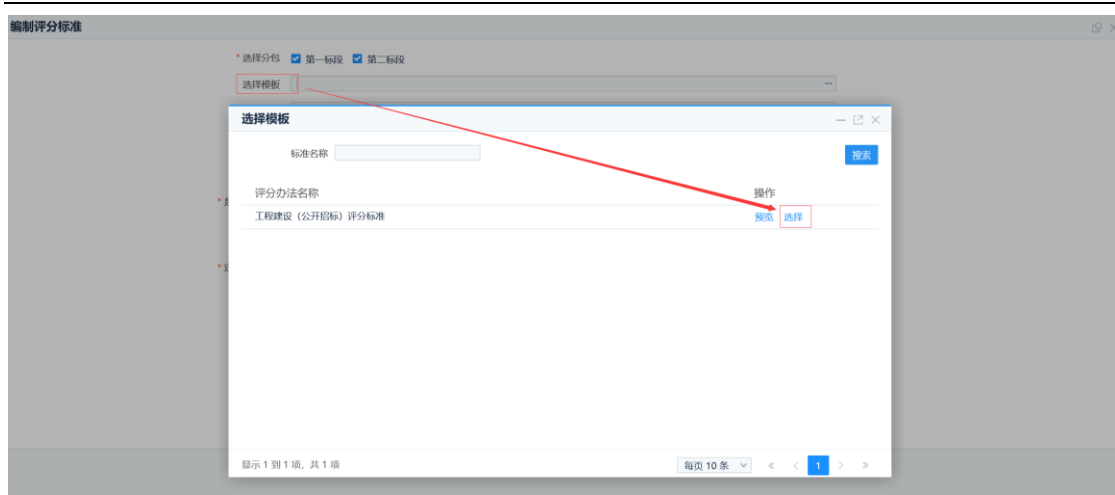 编制评分标准
*选择分包 第一标段 第二标段
选择模板 ...
选择模板
标准名称 搜索
评分办法名称 操作
工程建设（公开招标）评分标准 预览 选择
显示 1 到 1 项，共 1 项 每页 10 条 « < 1 > »